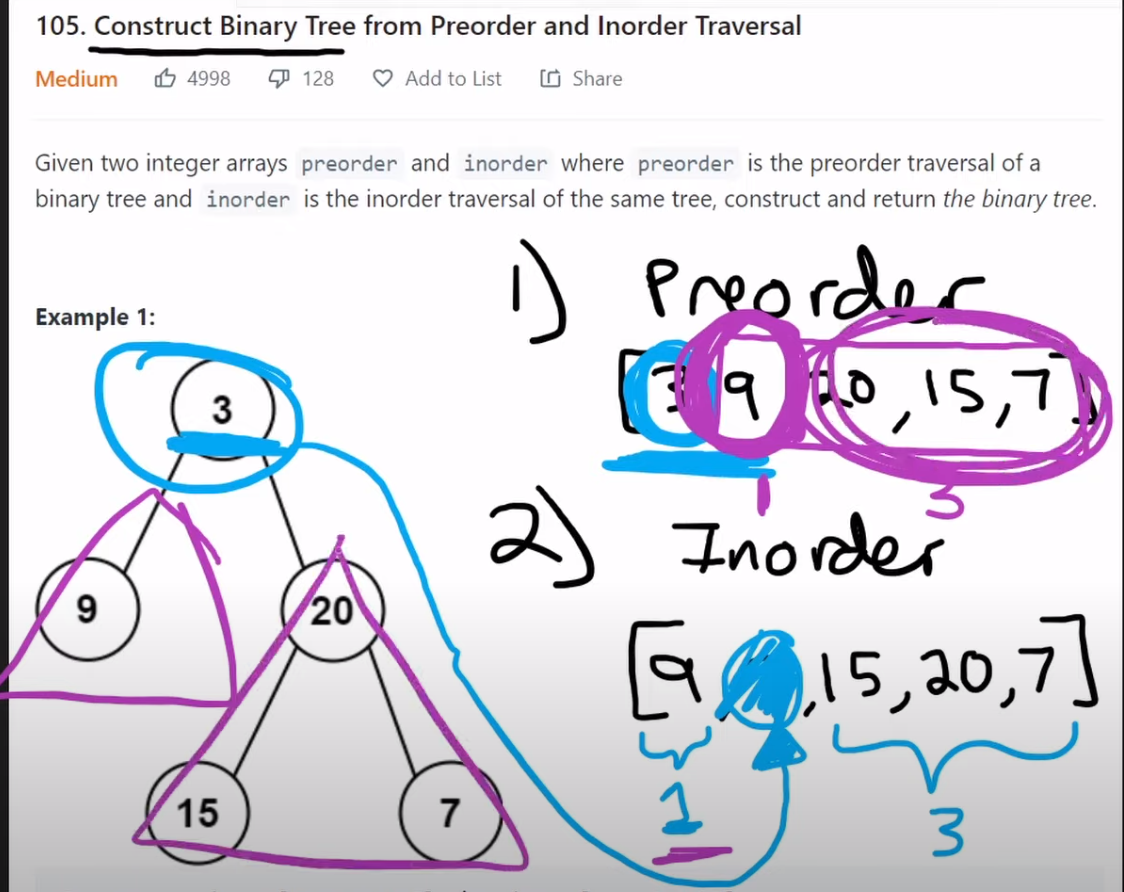 105. Construct Binary Tree from Preorder and Inorder Traversal
Medium 4998 128 Add to List Share
Given two integer arrays preorder and inorder where preorder is the preorder traversal of a
binary tree and inorder is the inorder traversal of the same tree, construct and return the binary tree.
Example 1:
1) Preorder
[3 9 20,15,7]
1 3
2) Inorder
[9, ,15,20,7]
1 3
3
9 20
15 7